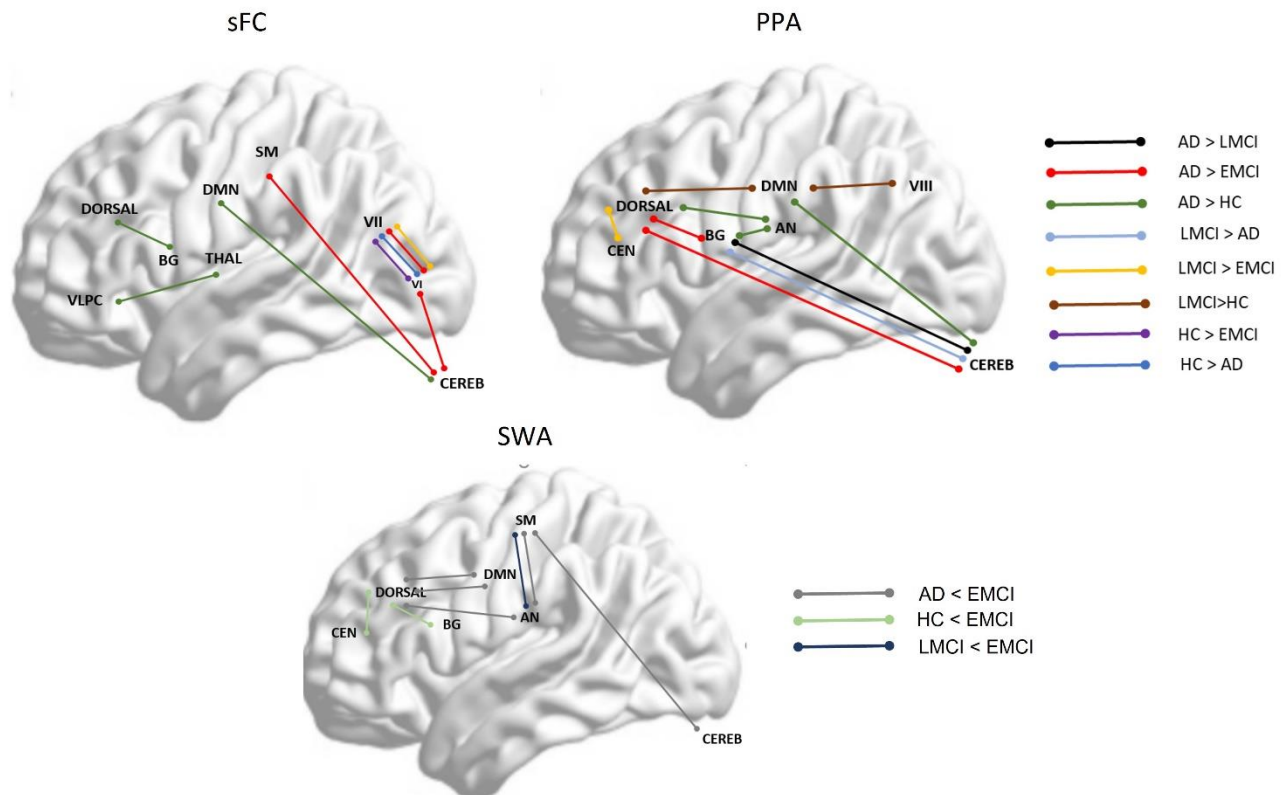 sFC
SM
DMN
DORSAL
VII
BG
THAL
VI
VLPC
CEREB
PPA
DMN
VIII
DORSAL
AN
BG
CEN
CEREB
AD > LMCI
AD > EMCI
AD > HC
LMCI > AD
LMCI > EMCI
LMCI>HC
HC > EMCI
HC > AD
SWA
SM
DMN
DORSAL
AN
CEN
BG
CEREB
AD < EMCI
HC < EMCI
LMCI < EMCI